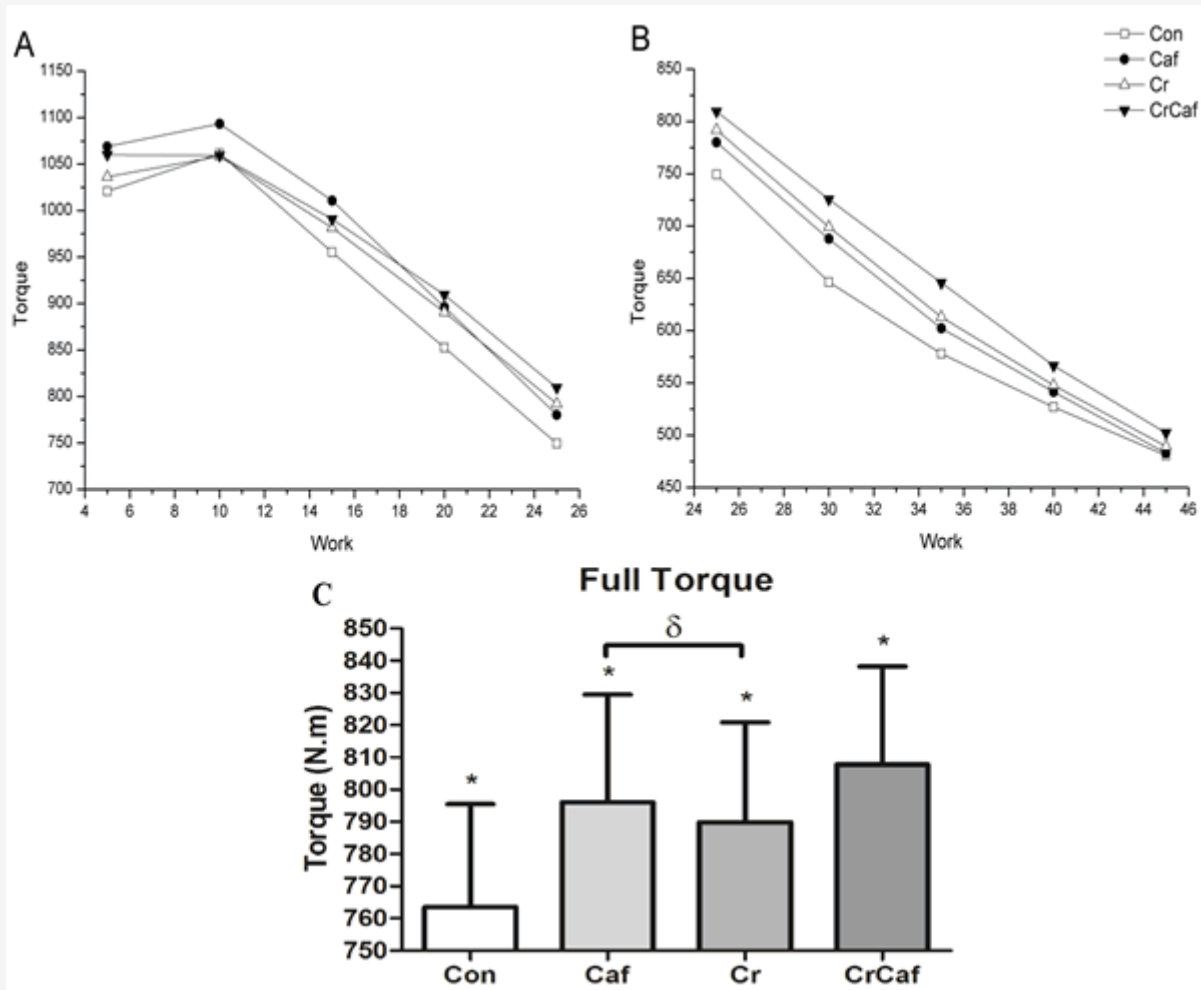 A
1150
1100
1050
1000
950
900
850
800
750
700
Torque
4 6 8 10 12 14 16 18 20 22 24 26
Work
B
Con
Caf
Cr
CrCaf
850
800
750
700
650
600
550
500
450
Torque
24 26 28 30 32 34 36 38 40 42 44 46
Work
C
Full Torque
850
840
830
820
810
800
790
780
770
760
750
Torque (N.m)
δ
* * * *
Con Caf Cr CrCaf